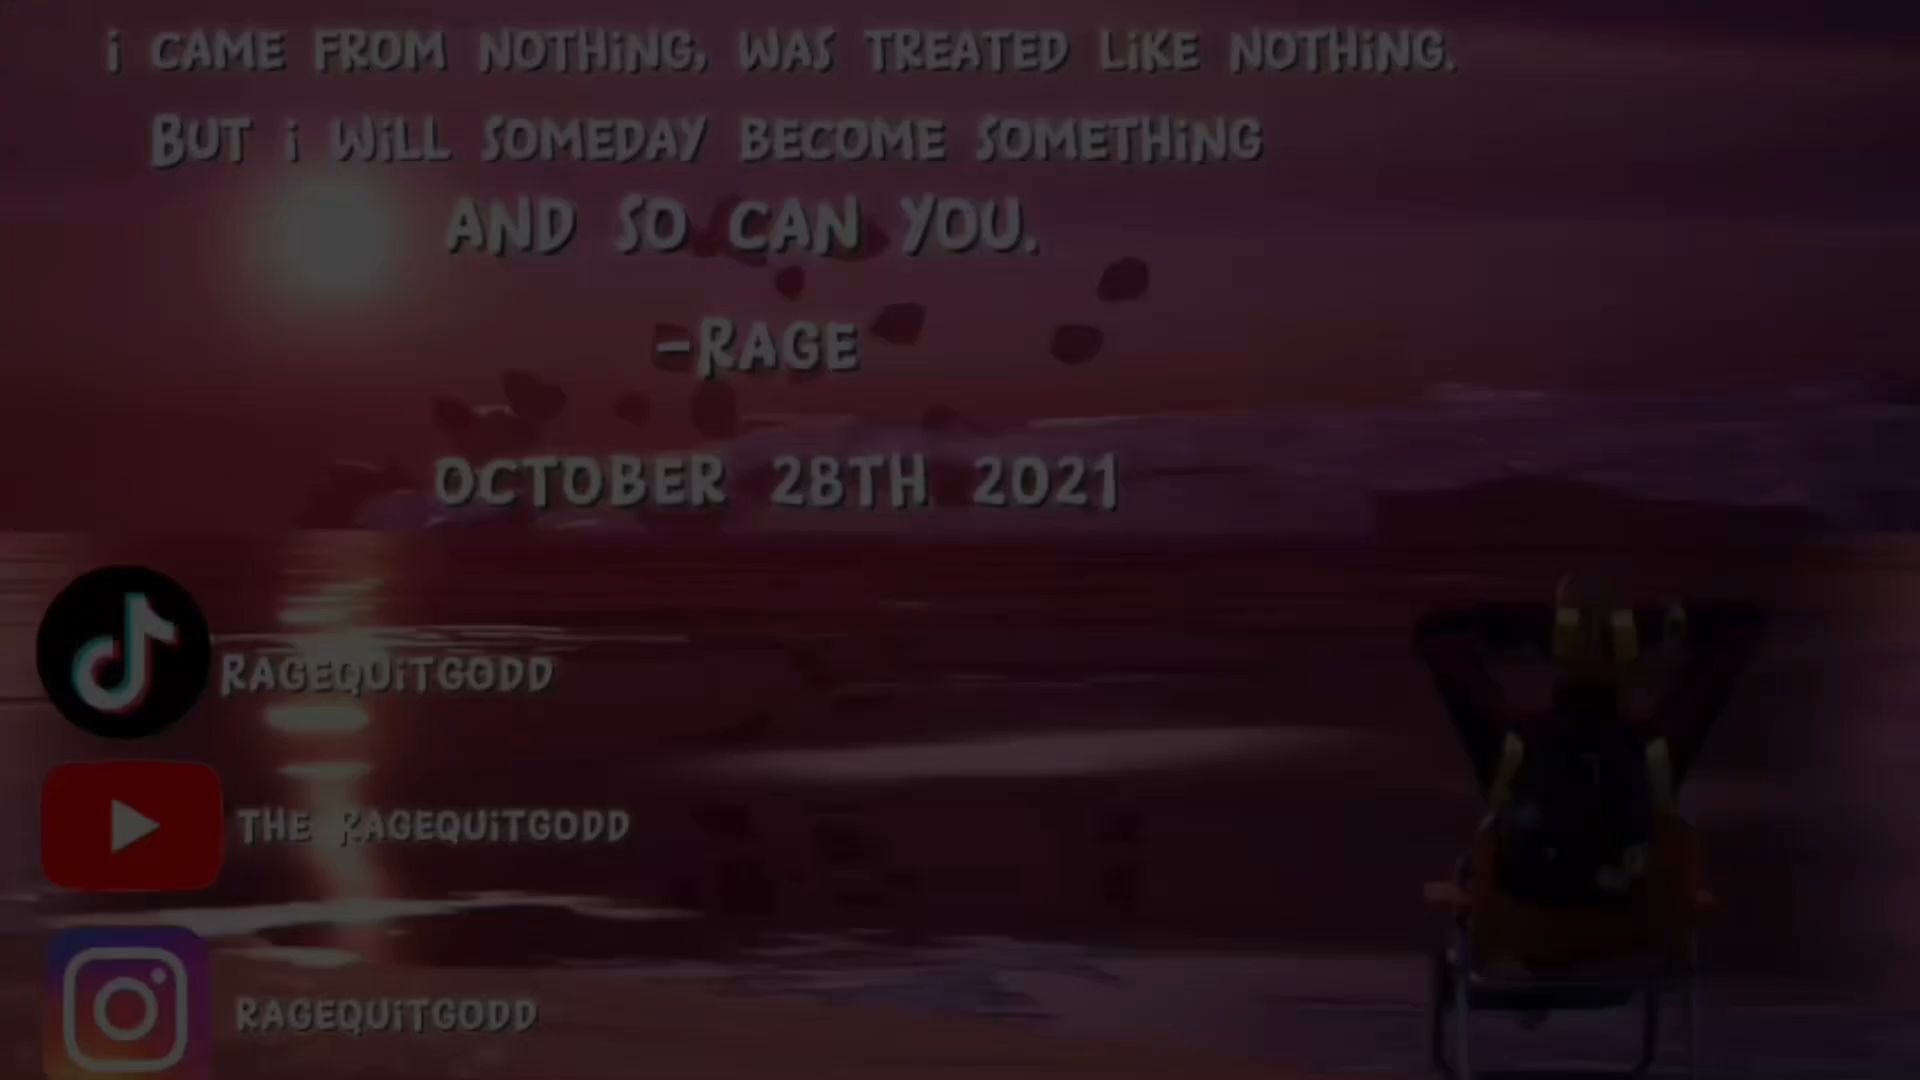 i CAME FROM NOTHiNG, WAS TREATED LiKE NOTHiNG.
BUT i WiLL SOMEDAY BECOME SOMETHiNG
AND SO CAN YOU.
-RAGE
OCTOBER 28TH 2021
RAGEQUiTGODD
THE RAGEQUiTGODD
RAGEQUiTGODD